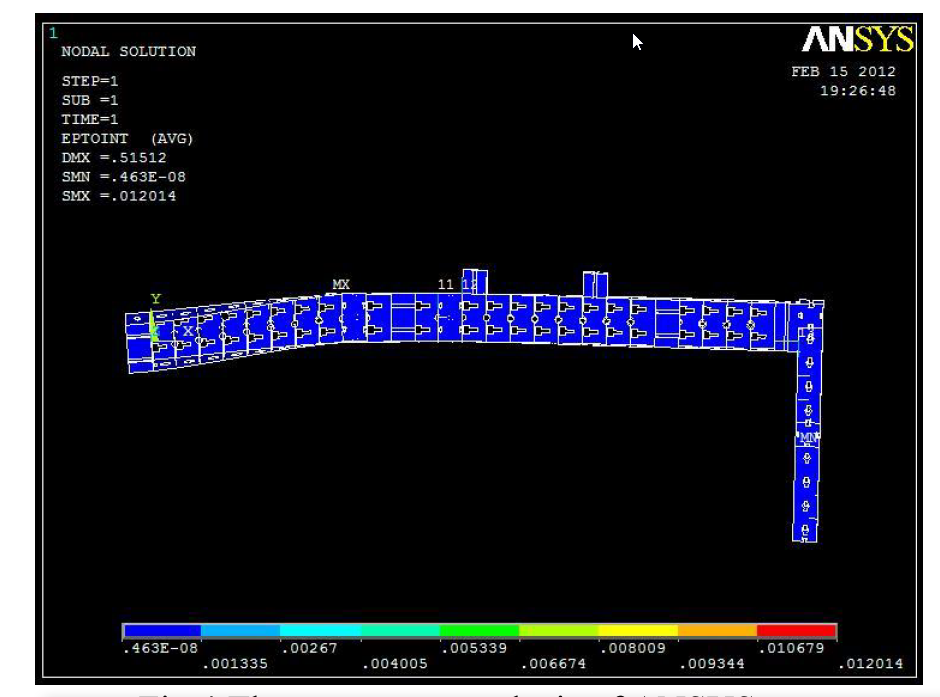 1
NODAL SOLUTION
ANSYS
FEB 15 2012
19:26:48
STEP=1
SUB =1
TIME=1
EPTOINT (AVG)
DMX =.51512
SMN =.463E-08
SMX =.012014
MX 11 12
Y
X
MN
.463E-08 .00267 .005339 .008009 .010679
.001335 .004005 .006674 .009344 .012014